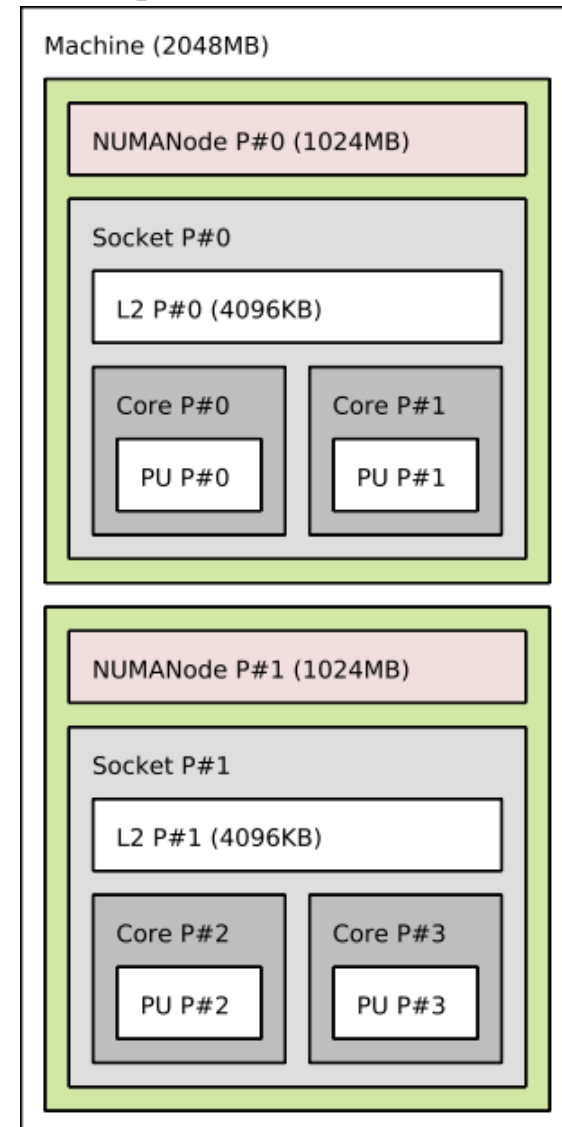 Machine (2048MB)
NUMANode P#0 (1024MB)
Socket P#0
L2 P#0 (4096KB)
Core P#0
Core P#1
PU P#0
PU P#1
NUMANode P#1 (1024MB)
Socket P#1
L2 P#1 (4096KB)
Core P#2
Core P#3
PU P#2
PU P#3